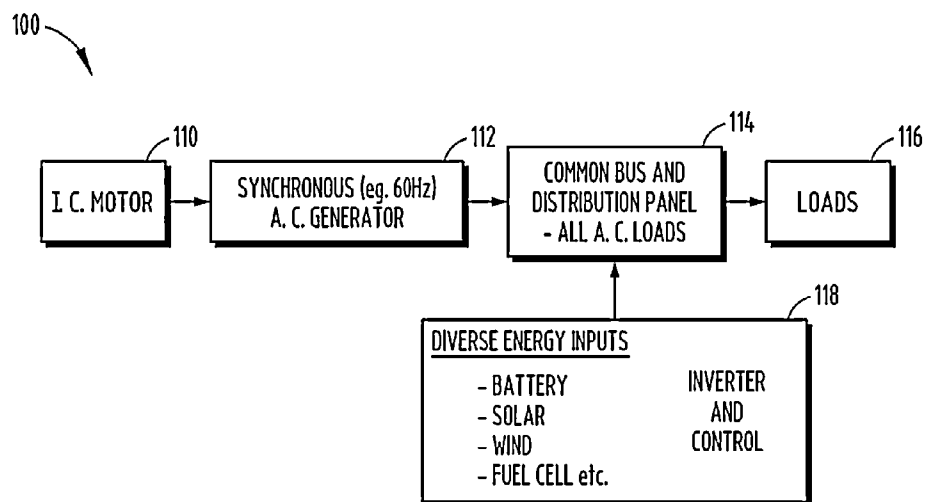 100
110
I. C. MOTOR
112
SYNCHRONOUS (eg. 60Hz)
A. C. GENERATOR
114
COMMON BUS AND
DISTRIBUTION PANEL
- ALL A. C. LOADS
116
LOADS
118
DIVERSE ENERGY INPUTS
- BATTERY
- SOLAR
- WIND
- FUEL CELL etc.
INVERTER
AND
CONTROL